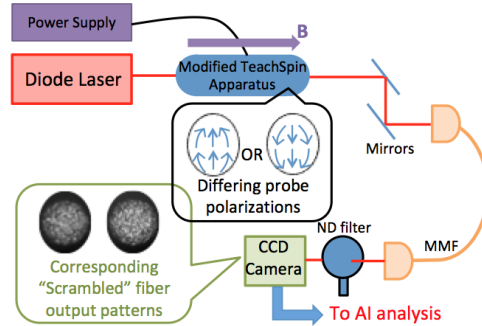 Power Supply
B
Diode Laser
Modified TeachSpin
Apparatus
Mirrors
OR
Differing probe
polarizations
ND filter
MMF
CCD
Camera
Corresponding
"Scrambled" fiber
output patterns
To AI analysis